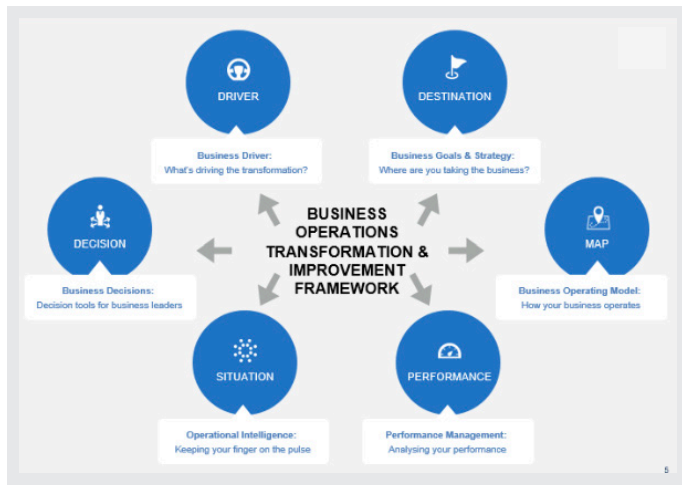 DRIVER
DESTINATION
Business Driver:
What's driving the transformation?
Business Goals & Strategy:
Where are you taking the business?
BUSINESS
OPERATIONS
TRANSFORMATION &
IMPROVEMENT
FRAMEWORK
DECISION
Business Decisions:
Decision tools for business leaders
MAP
Business Operating Model:
How your business operates
SITUATION
Operational Intelligence:
Keeping your finger on the pulse
PERFORMANCE
Performance Management:
Analysing your performance
5